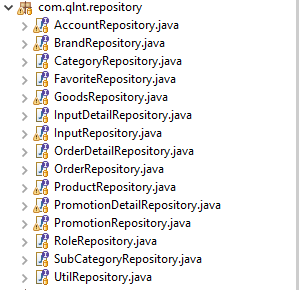 com.qlnt.repository
AccountRepository.java
BrandRepository.java
CategoryRepository.java
FavoriteRepository.java
GoodsRepository.java
InputDetailRepository.java
InputRepository.java
OrderDetailRepository.java
OrderRepository.java
ProductRepository.java
PromotionDetailRepository.java
PromotionRepository.java
RoleRepository.java
SubCategoryRepository.java
UtilRepository.java